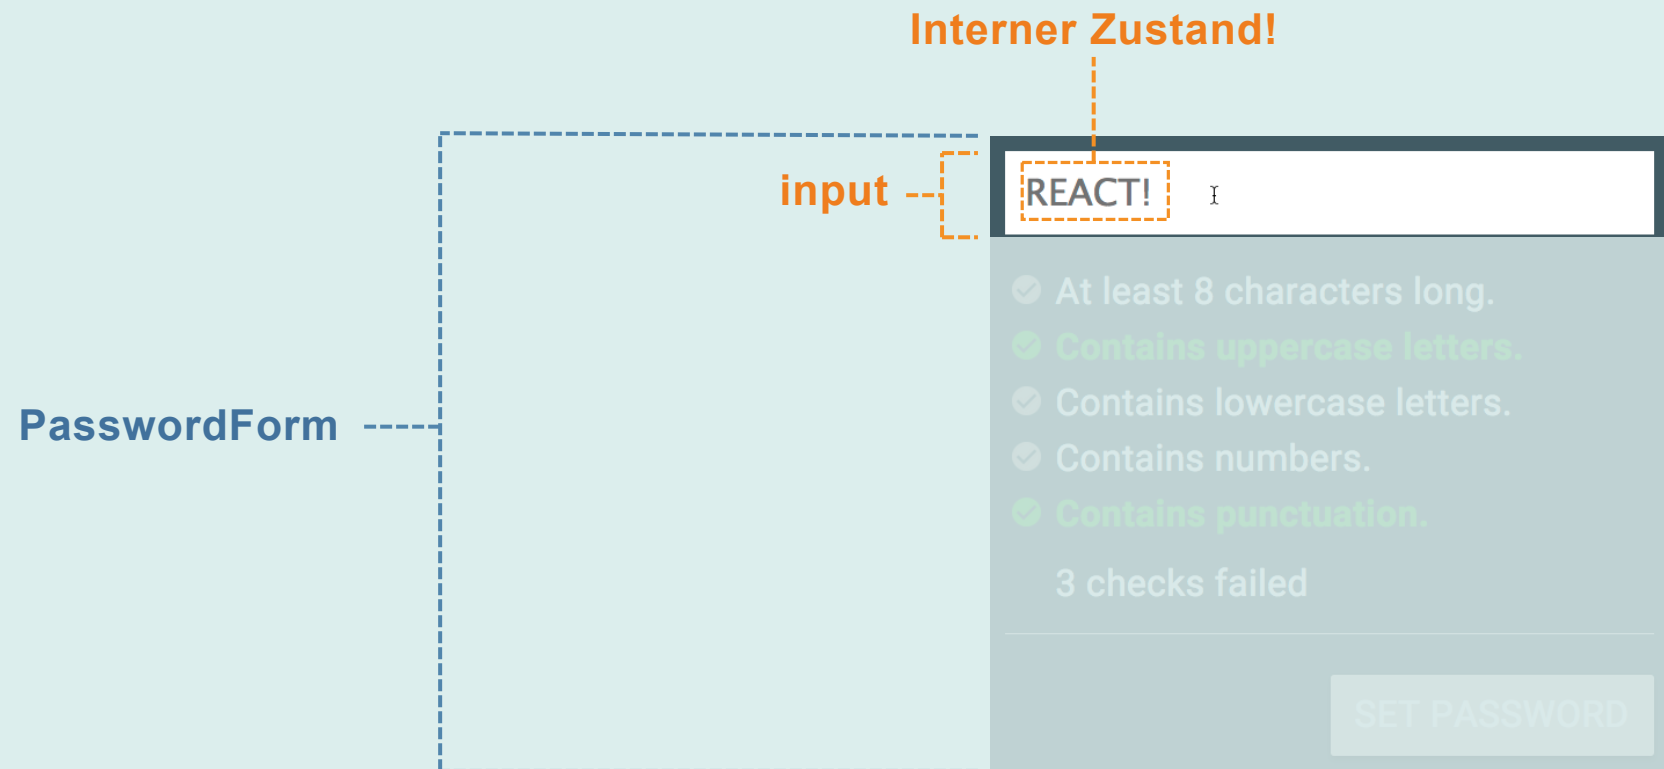 Interner Zustand!
input
REACT!
At least 8 characters long.
Contains uppercase letters.
Contains lowercase letters.
PasswordForm
Contains numbers.
Contains punctuation.
3 checks failed
SET PASSWORD